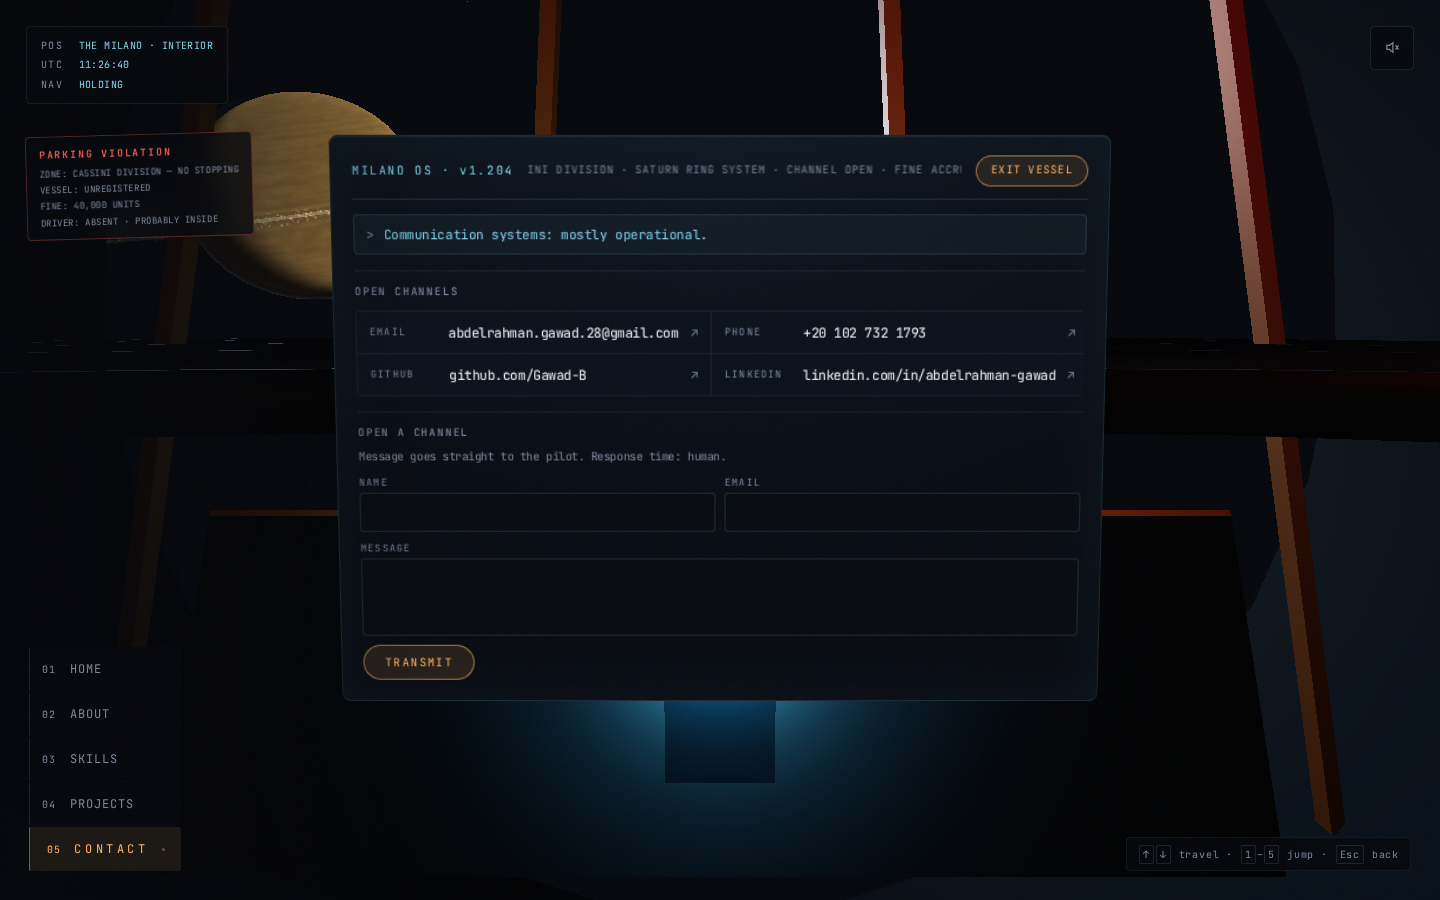 POS THE MILANO · INTERIOR
UTC 11:26:40
NAV HOLDING
PARKING VIOLATION
ZONE: CASSINI DIVISION — NO STOPPING
VESSEL: UNREGISTERED
FINE: 40,000 UNITS
DRIVER: ABSENT · PROBABLY INSIDE
MILANO OS · v1.204
INI DIVISION · SATURN RING SYSTEM · CHANNEL OPEN · FINE ACCR
EXIT VESSEL
> Communication systems: mostly operational.
OPEN CHANNELS
EMAIL abdelrahman.gawad.28@gmail.com ↗
PHONE +20 102 732 1793 ↗
GITHUB github.com/Gawad-B ↗
LINKEDIN linkedin.com/in/abdelrahman-gawad ↗
OPEN A CHANNEL
Message goes straight to the pilot. Response time: human.
NAME
EMAIL
MESSAGE
TRANSMIT
01 HOME
02 ABOUT
03 SKILLS
04 PROJECTS
05 CONTACT
↑ ↓ travel · 1-5 jump · Esc back